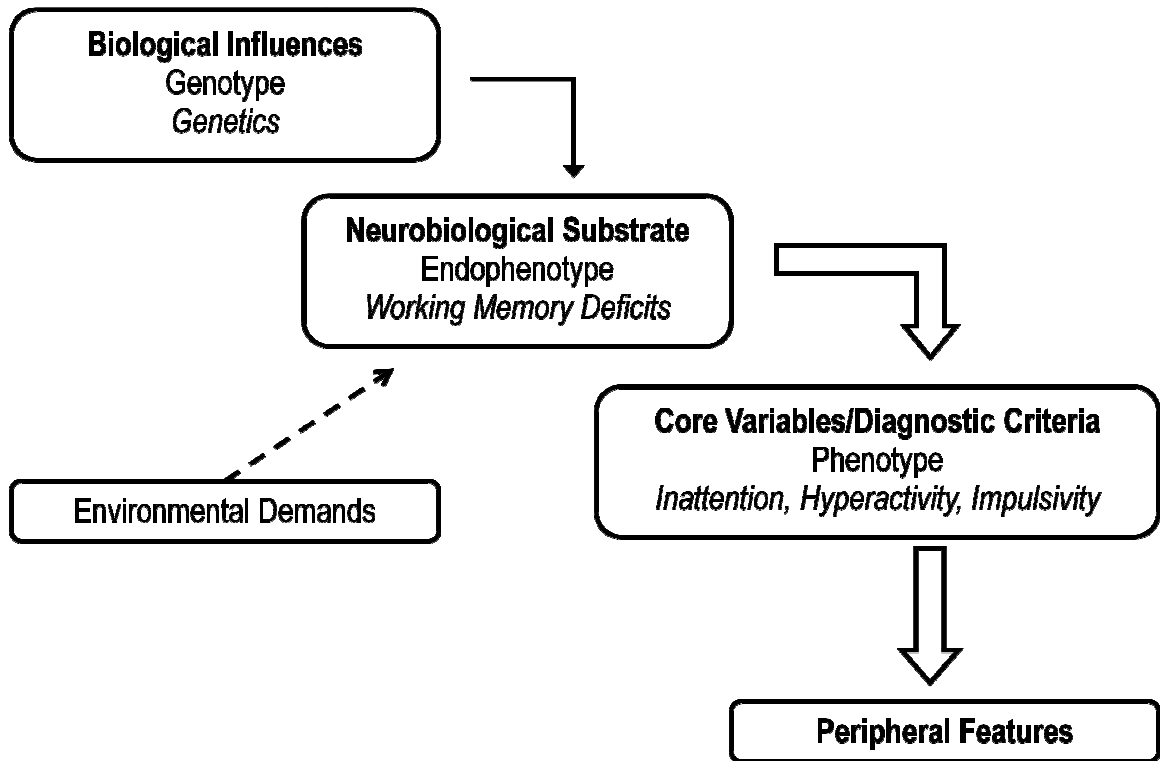 Biological Influences
Genotype
Genetics
Neurobiological Substrate
Endophenotype
Working Memory Deficits
Environmental Demands
Core Variables/Diagnostic Criteria
Phenotype
Inattention, Hyperactivity, Impulsivity
Peripheral Features